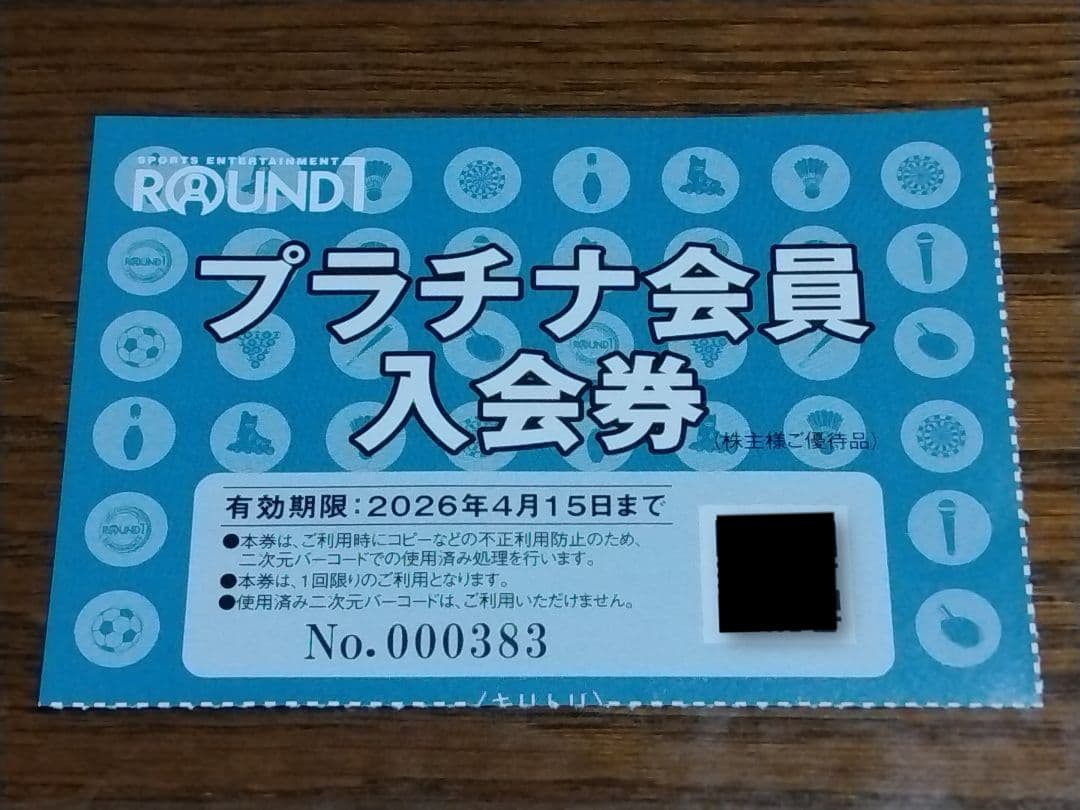 SPORTS ENTERTAINMENT
ROUND1
プラチナ会員
入会券
(株主様ご優待品)
有効期限:2026年4月15日まで
●本券は、ご利用時にコピーなどの不正利用防止のため、
二次元バーコードでの使用済み処理を行います。
●本券は、1回限りのご利用となります。
●使用済み二次元バーコードは、ご利用いただけません。
No.000383
〈キリトリ〉